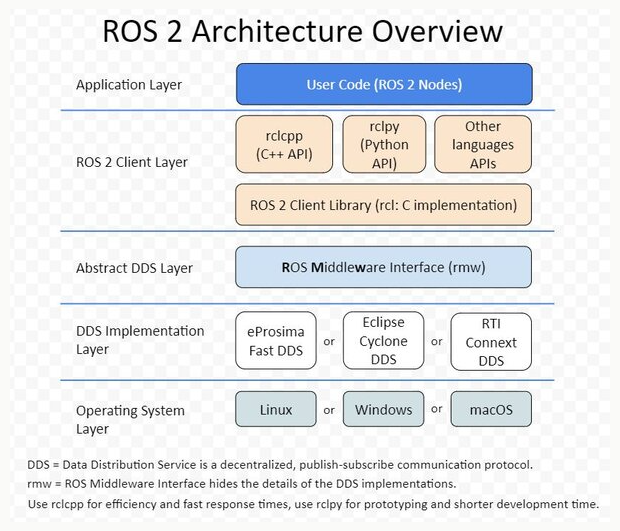 ROS 2 Architecture Overview
Application Layer
User Code (ROS 2 Nodes)
ROS 2 Client Layer
rclcpp
(C++ API)
rclpy
(Python
API)
Other
languages
APIs
ROS 2 Client Library (rcl: C implementation)
Abstract DDS Layer
ROS Middleware Interface (rmw)
DDS Implementation
Layer
eProsima
Fast DDS
or
Eclipse
Cyclone
DDS
or
RTI
Connext
DDS
Operating System
Layer
Linux
or
Windows
or
macOS
DDS = Data Distribution Service is a decentralized, publish-subscribe communication protocol.
rmw = ROS Middleware Interface hides the details of the DDS implementations.
Use rclcpp for efficiency and fast response times, use rclpy for prototyping and shorter development time.